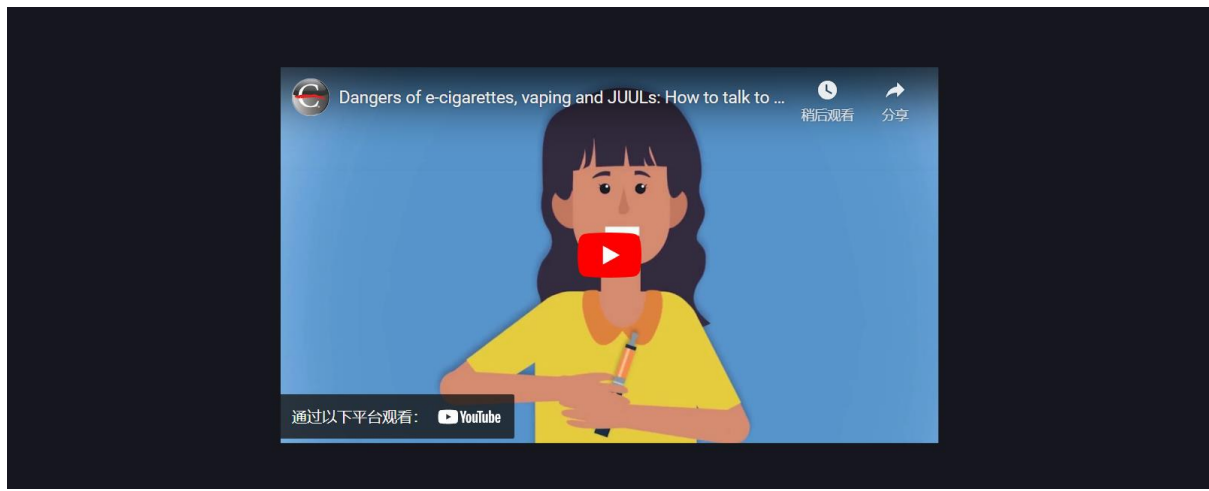 Dangers of e-cigarettes, vaping and JUULs: How to talk to ...
稍后观看
分享
通过以下平台观看：
YouTube